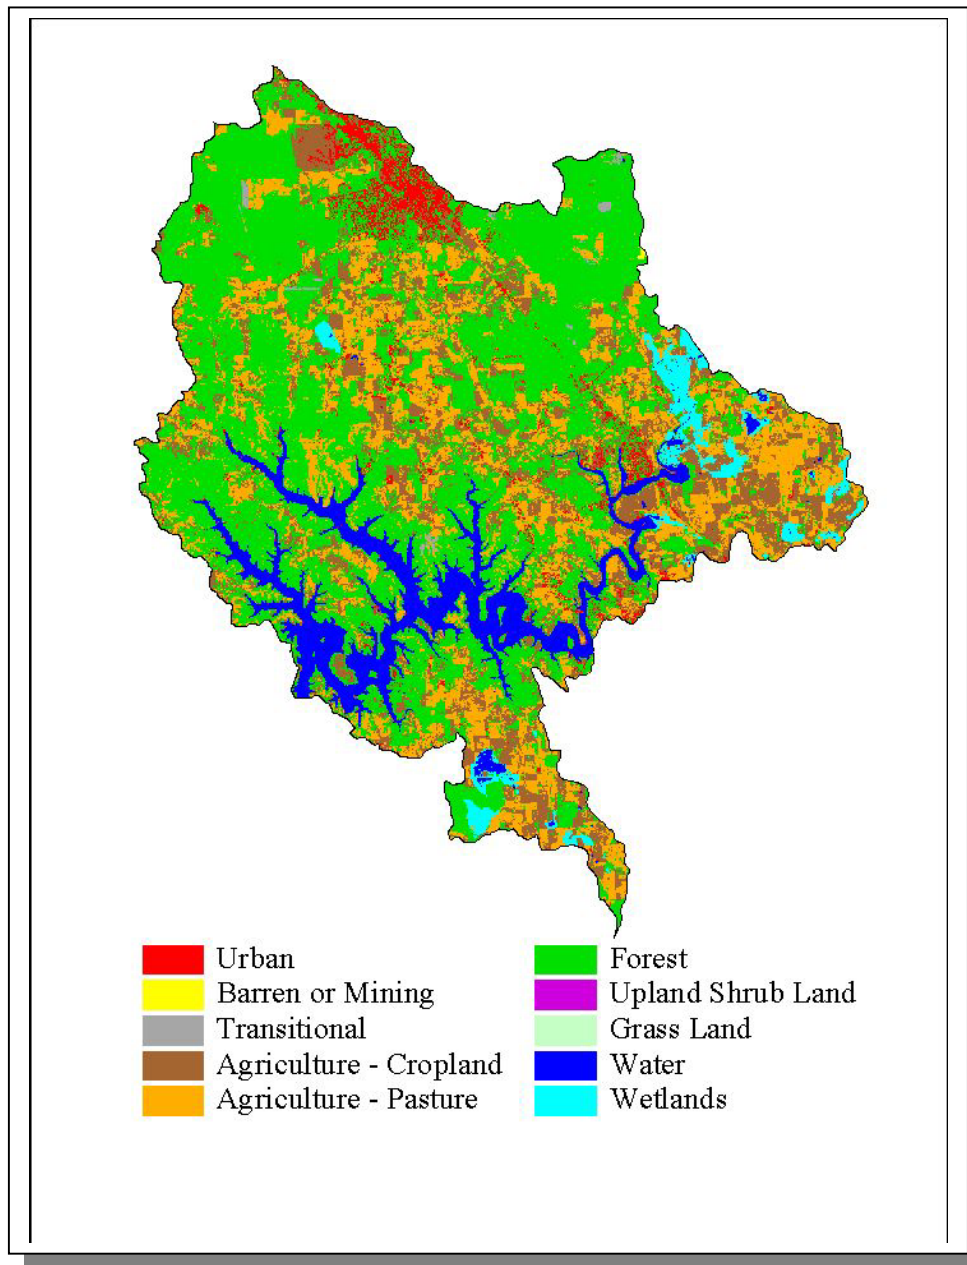 Urban
Barren or Mining
Transitional
Agriculture - Cropland
Agriculture - Pasture
Forest
Upland Shrub Land
Grass Land
Water
Wetlands